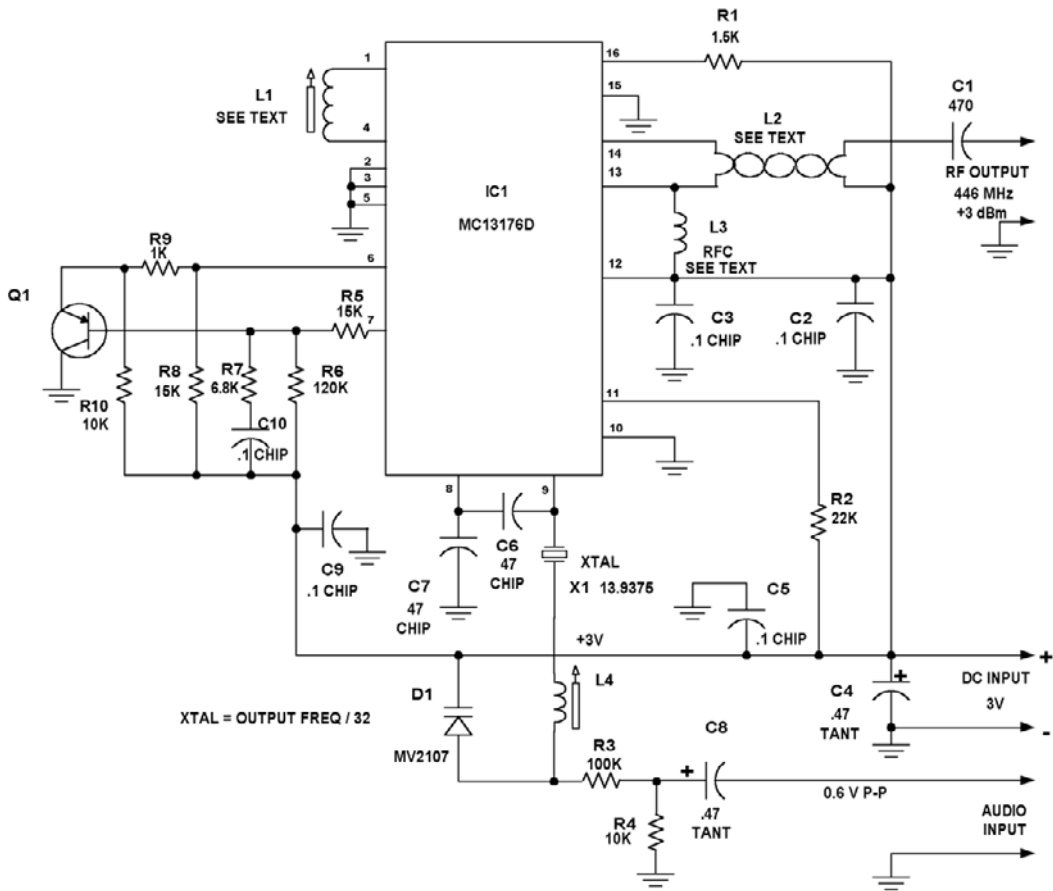 R1
1.5K
16
1
15
L1
SEE TEXT
C1
470
L2
SEE TEXT
4
14
2
3
5
13
IC1
MC13176D
RF OUTPUT
446 MHz
+3 dBm
L3
RFC
SEE TEXT
R9
1K
6
12
Q1
R5
15K
7
C3
.1 CHIP
C2
.1 CHIP
R8
15K
R7
6.8K
R6
120K
R10
10K
C10
.1 CHIP
11
10
8
9
R2
22K
C6
47
CHIP
C9
.1 CHIP
C7
47
CHIP
XTAL
X1 13.9375
C5
.1 CHIP
+3V
+
DC INPUT
3V
-
D1
L4
C4
+
.47
TANT
XTAL = OUTPUT FREQ / 32
MV2107
R3
100K
C8
+
.47
TANT
0.6 V P-P
R4
10K
AUDIO
INPUT